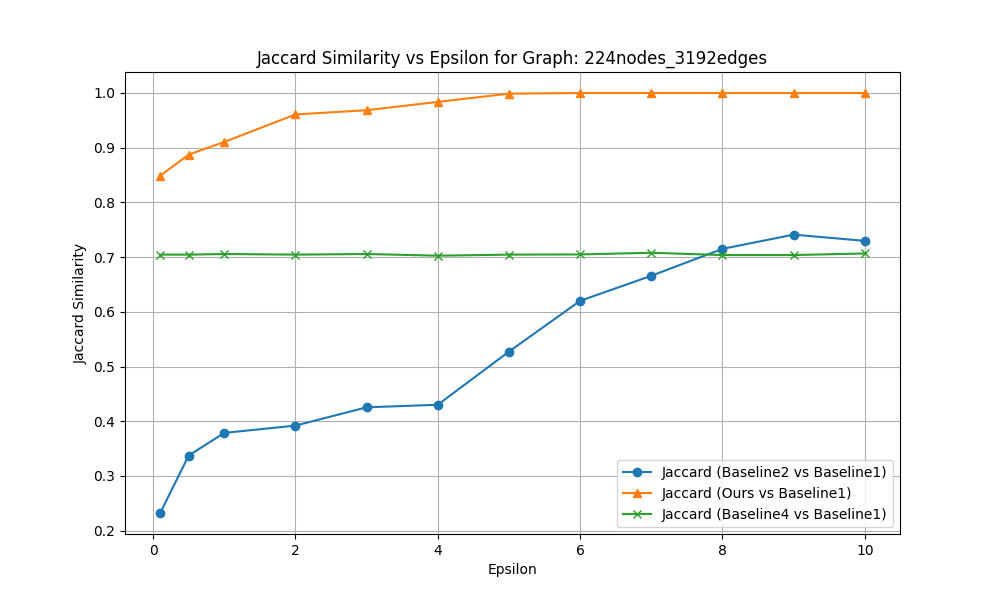 Jaccard Similarity vs Epsilon for Graph: 224nodes_3192edges
Jaccard Similarity
1.0
0.9
0.8
0.7
0.6
0.5
0.4
0.3
0.2
Jaccard (Baseline2 vs Baseline1)
Jaccard (Ours vs Baseline1)
Jaccard (Baseline4 vs Baseline1)
0 2 4 6 8 10
Epsilon